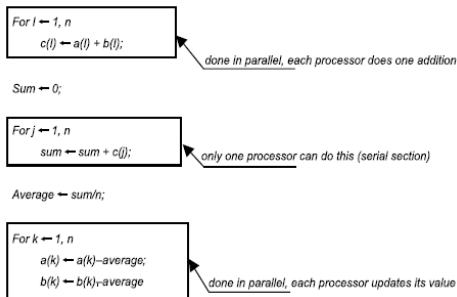 For I ← 1, n
c(I) ← a(I) + b(I);
done in parallel, each processor does one addition
Sum ← 0;
For j ← 1, n
sum ← sum + c(j);
only one processor can do this (serial section)
Average ← sum/n;
For k ← 1, n
a(k) ← a(k)–average;
b(k) ← b(k)–average
done in parallel, each processor updates its value